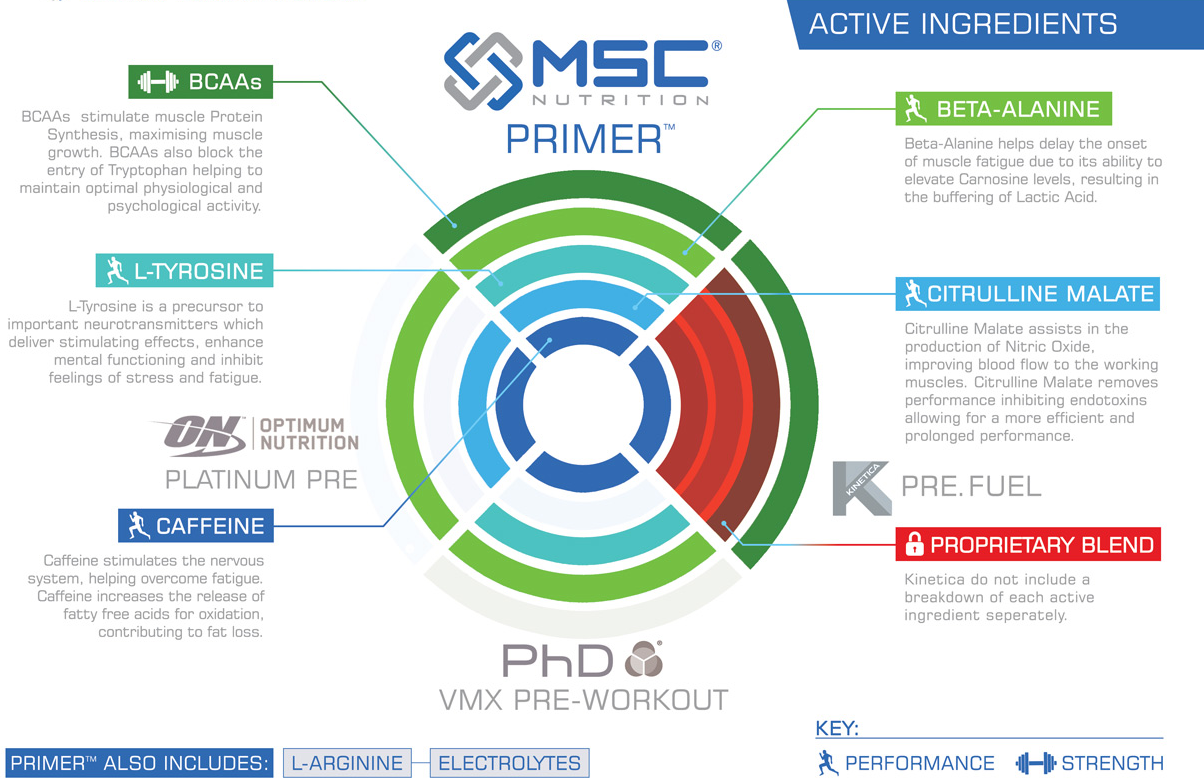 ACTIVE INGREDIENTS
MSC®
NUTRITION
PRIMER™
BCAAs
BCAAs stimulate muscle Protein
Synthesis, maximising muscle
growth. BCAAs also block the
entry of Tryptophan helping to
maintain optimal physiological and
psychological activity.
BETA-ALANINE
Beta-Alanine helps delay the onset
of muscle fatigue due to its ability to
elevate Carnosine levels, resulting in
the buffering of Lactic Acid.
L-TYROSINE
L-Tyrosine is a precursor to
important neurotransmitters which
deliver stimulating effects, enhance
mental functioning and inhibit
feelings of stress and fatigue.
CITRULLINE MALATE
Citrulline Malate assists in the
production of Nitric Oxide,
improving blood flow to the working
muscles. Citrulline Malate removes
performance inhibiting endotoxins
allowing for a more efficient and
prolonged performance.
ON
OPTIMUM
NUTRITION
PLATINUM PRE
K
KINETICA
PRE.FUEL
CAFFEINE
Caffeine stimulates the nervous
system, helping overcome fatigue.
Caffeine increases the release of
fatty free acids for oxidation,
contributing to fat loss.
PROPRIETARY BLEND
Kinetica do not include a
breakdown of each active
ingredient seperately.
PhD®
VMX PRE-WORKOUT
PRIMER™ ALSO INCLUDES:
L-ARGININE
ELECTROLYTES
KEY:
PERFORMANCE
STRENGTH